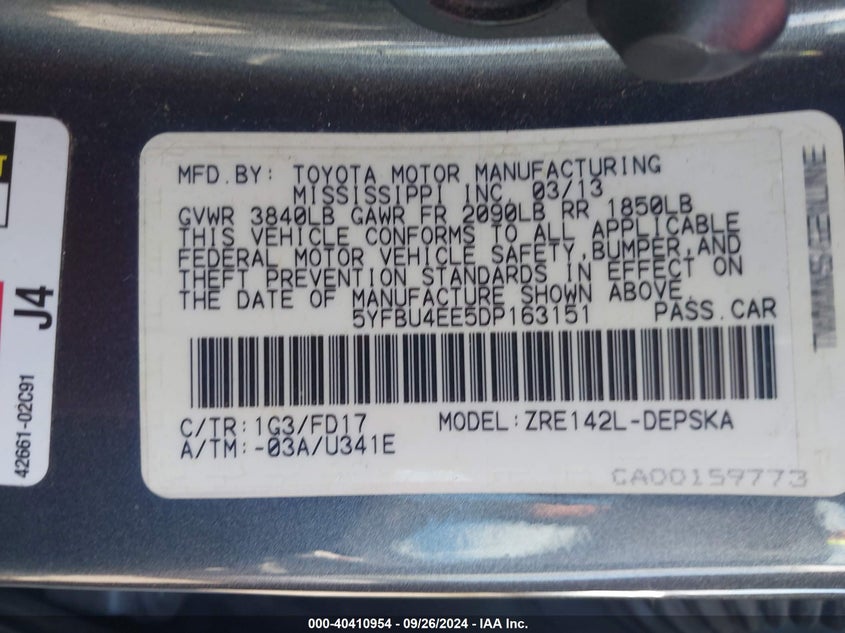 MFD.BY: TOYOTA MOTOR MANUFACTURING
MISSISSIPPI INC. 03/13
GVWR 3840LB GAWR FR 2090LB RR 1850LB
THIS VEHICLE CONFORMS TO ALL APPLICABLE
FEDERAL MOTOR VEHICLE SAFETY,BUMPER,AND
THEFT PREVENTION STANDARDS IN EFFECT ON
THE DATE OF MANUFACTURE SHOWN ABOVE.
5YFBU4EE5DP163151 PASS.CAR
C/TR:1G3/FD17 MODEL:ZRE142L-DEPSKA
A/TM:-03A/U341E
CA00159773
J4
42661-02C91
000-40410954 - 09/26/2024 - IAA Inc.